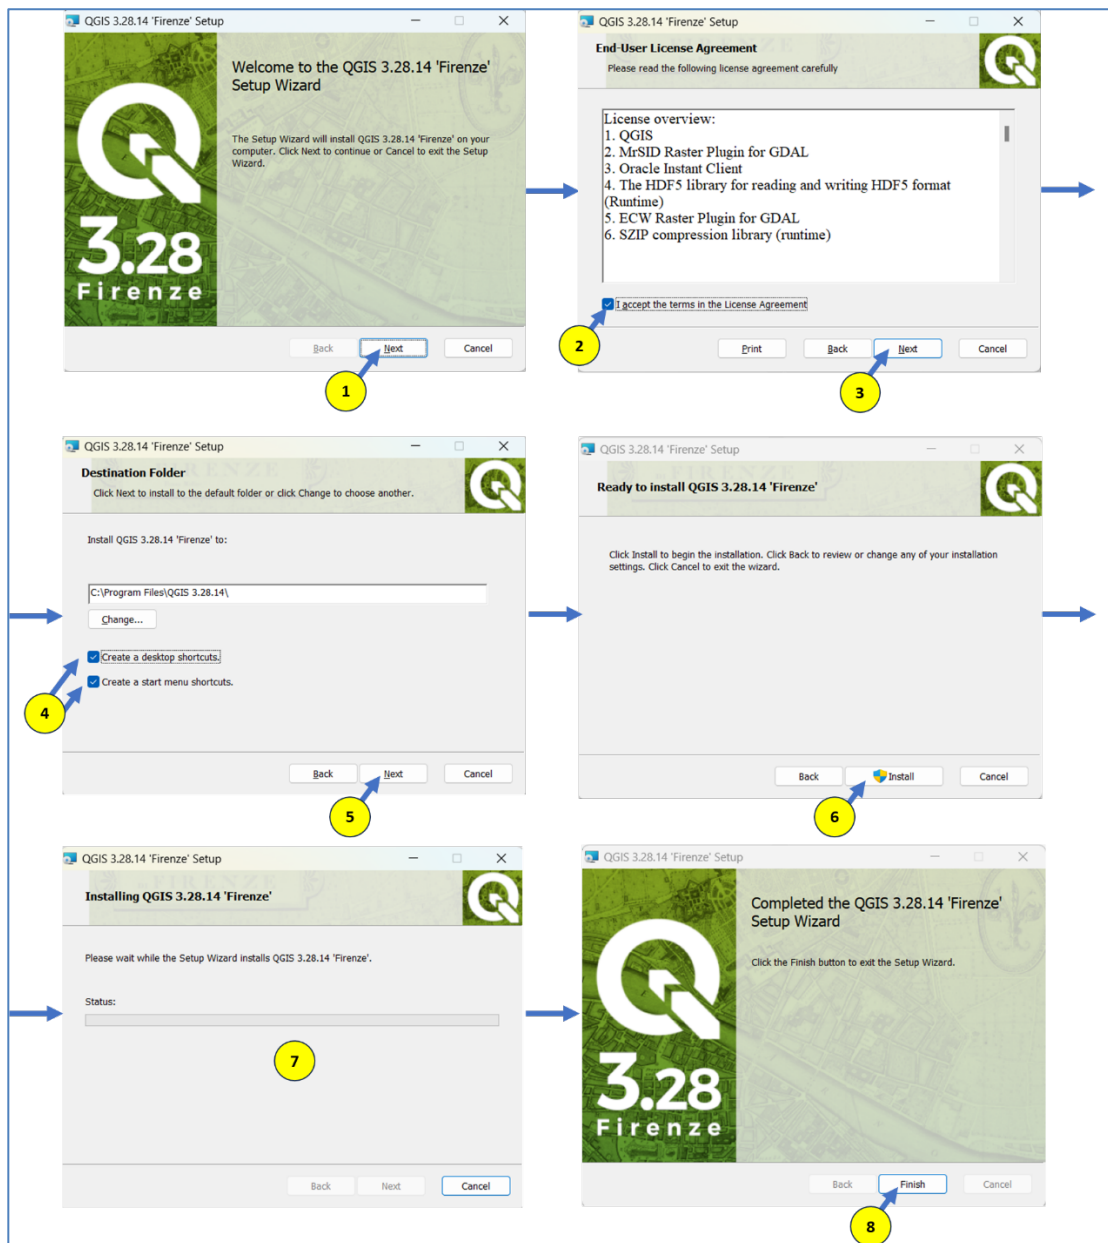 QGIS 3.28.14 'Firenze' Setup
Welcome to the QGIS 3.28.14 'Firenze'
Setup Wizard
The Setup Wizard will install QGIS 3.28.14 'Firenze' on your
computer. Click Next to continue or Cancel to exit the Setup
Wizard.
3.28
Firenze
Back Next Cancel
1
QGIS 3.28.14 'Firenze' Setup
End-User License Agreement
Please read the following license agreement carefully
License overview:
1. QGIS
2. MrSID Raster Plugin for GDAL
3. Oracle Instant Client
4. The HDF5 library for reading and writing HDF5 format
(Runtime)
5. ECW Raster Plugin for GDAL
6. SZIP compression library (runtime)
I accept the terms in the License Agreement
2
Print Back Next Cancel
3
QGIS 3.28.14 'Firenze' Setup
Destination Folder
Click Next to install to the default folder or click Change to choose another.
Install QGIS 3.28.14 'Firenze' to:
C:\Program Files\QGIS 3.28.14\
Change...
Create a desktop shortcuts.
Create a start menu shortcuts.
4
Back Next Cancel
5
QGIS 3.28.14 'Firenze' Setup
FIRENZE
Ready to install QGIS 3.28.14 'Firenze'
Click Install to begin the installation. Click Back to review or change any of your installation
settings. Click Cancel to exit the wizard.
Back Install Cancel
6
QGIS 3.28.14 'Firenze' Setup
Installing QGIS 3.28.14 'Firenze'
Please wait while the Setup Wizard installs QGIS 3.28.14 'Firenze'.
Status:
7
Back Next Cancel
QGIS 3.28.14 'Firenze' Setup
Completed the QGIS 3.28.14 'Firenze'
Setup Wizard
Click the Finish button to exit the Setup Wizard.
3.28
Firenze
Back Finish Cancel
8